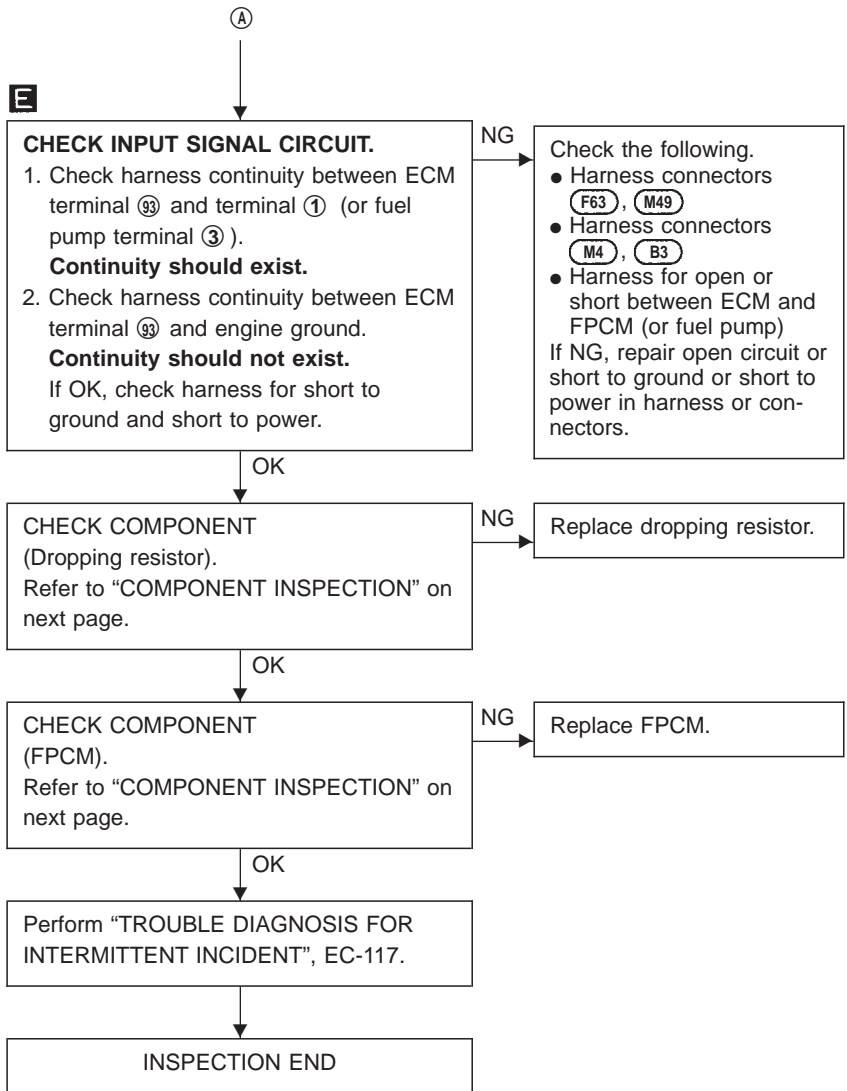 Ⓐ
E
CHECK INPUT SIGNAL CIRCUIT.
1. Check harness continuity between ECM
terminal ㊈㊂ and terminal ① (or fuel
pump terminal ③ ).
Continuity should exist.
2. Check harness continuity between ECM
terminal 93 and engine ground.
Continuity should not exist.
If OK, check harness for short to
ground and short to power.
NG
Check the following.
● Harness connectors
F63 , M49
● Harness connectors
M4 , B3
● Harness for open or
short between ECM and
FPCM (or fuel pump)
If NG, repair open circuit or
short to ground or short to
power in harness or con-
nectors.
OK
CHECK COMPONENT
(Dropping resistor).
Refer to “COMPONENT INSPECTION” on
next page.
NG
Replace dropping resistor.
OK
CHECK COMPONENT
(FPCM).
Refer to “COMPONENT INSPECTION” on
next page.
NG
Replace FPCM.
OK
Perform “TROUBLE DIAGNOSIS FOR
INTERMITTENT INCIDENT”, EC-117.
INSPECTION END